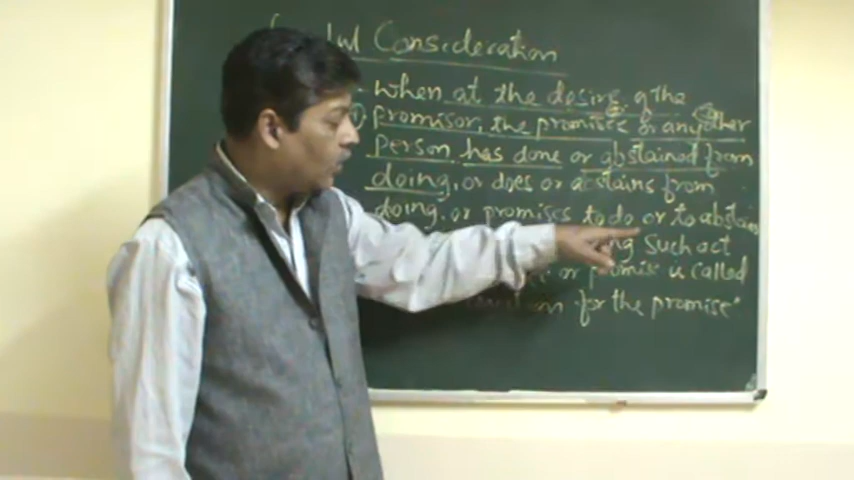 Consideration
when at the desire of the
(1) promisor, the promisee or any other
person has done or abstained from
doing, or does or abstains from
doing, or promises to do or to abstain
such act
or promise is called
for the promise"